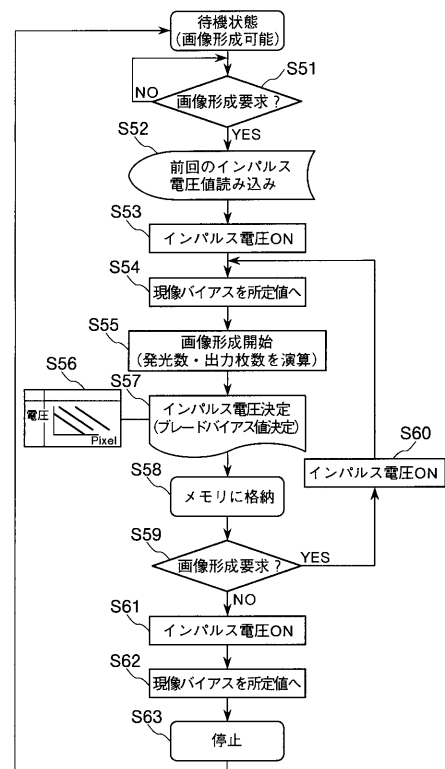 待機状態
(画像形成可能)
S51
NO
画像形成要求？
S52
YES
前回のインパルス
電圧値読み込み
S53
インパルス電圧ON
S54
現像バイアスを所定値へ
S55
画像形成開始
(発光数・出力枚数を演算)
S56
S57
電圧
Pixel
インパルス電圧決定
(ブレードバイアス値決定)
S60
インパルス電圧ON
S58
メモリに格納
S59
画像形成要求？
YES
NO
S61
インパルス電圧ON
S62
現像バイアスを所定値へ
S63
停止